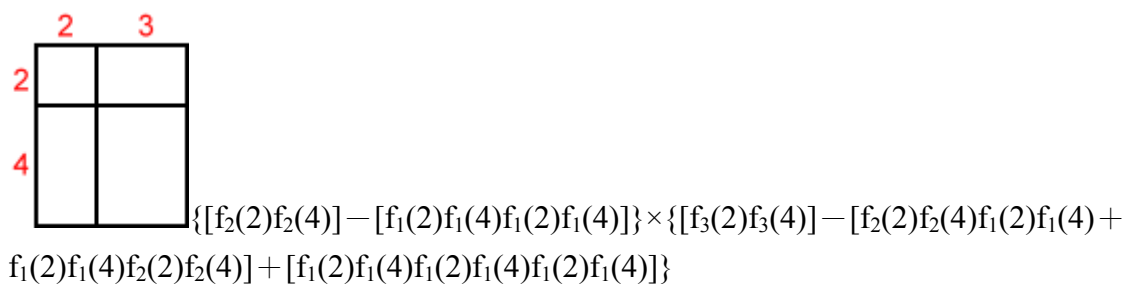 2 3
2
4
{[f₂(2)f₂(4)]－[f₁(2)f₁(4)f₁(2)f₁(4)]}×{[f₃(2)f₃(4)]－[f₂(2)f₂(4)f₁(2)f₁(4)＋
f₁(2)f₁(4)f₂(2)f₂(4)]＋[f₁(2)f₁(4)f₁(2)f₁(4)f₁(2)f₁(4)]}